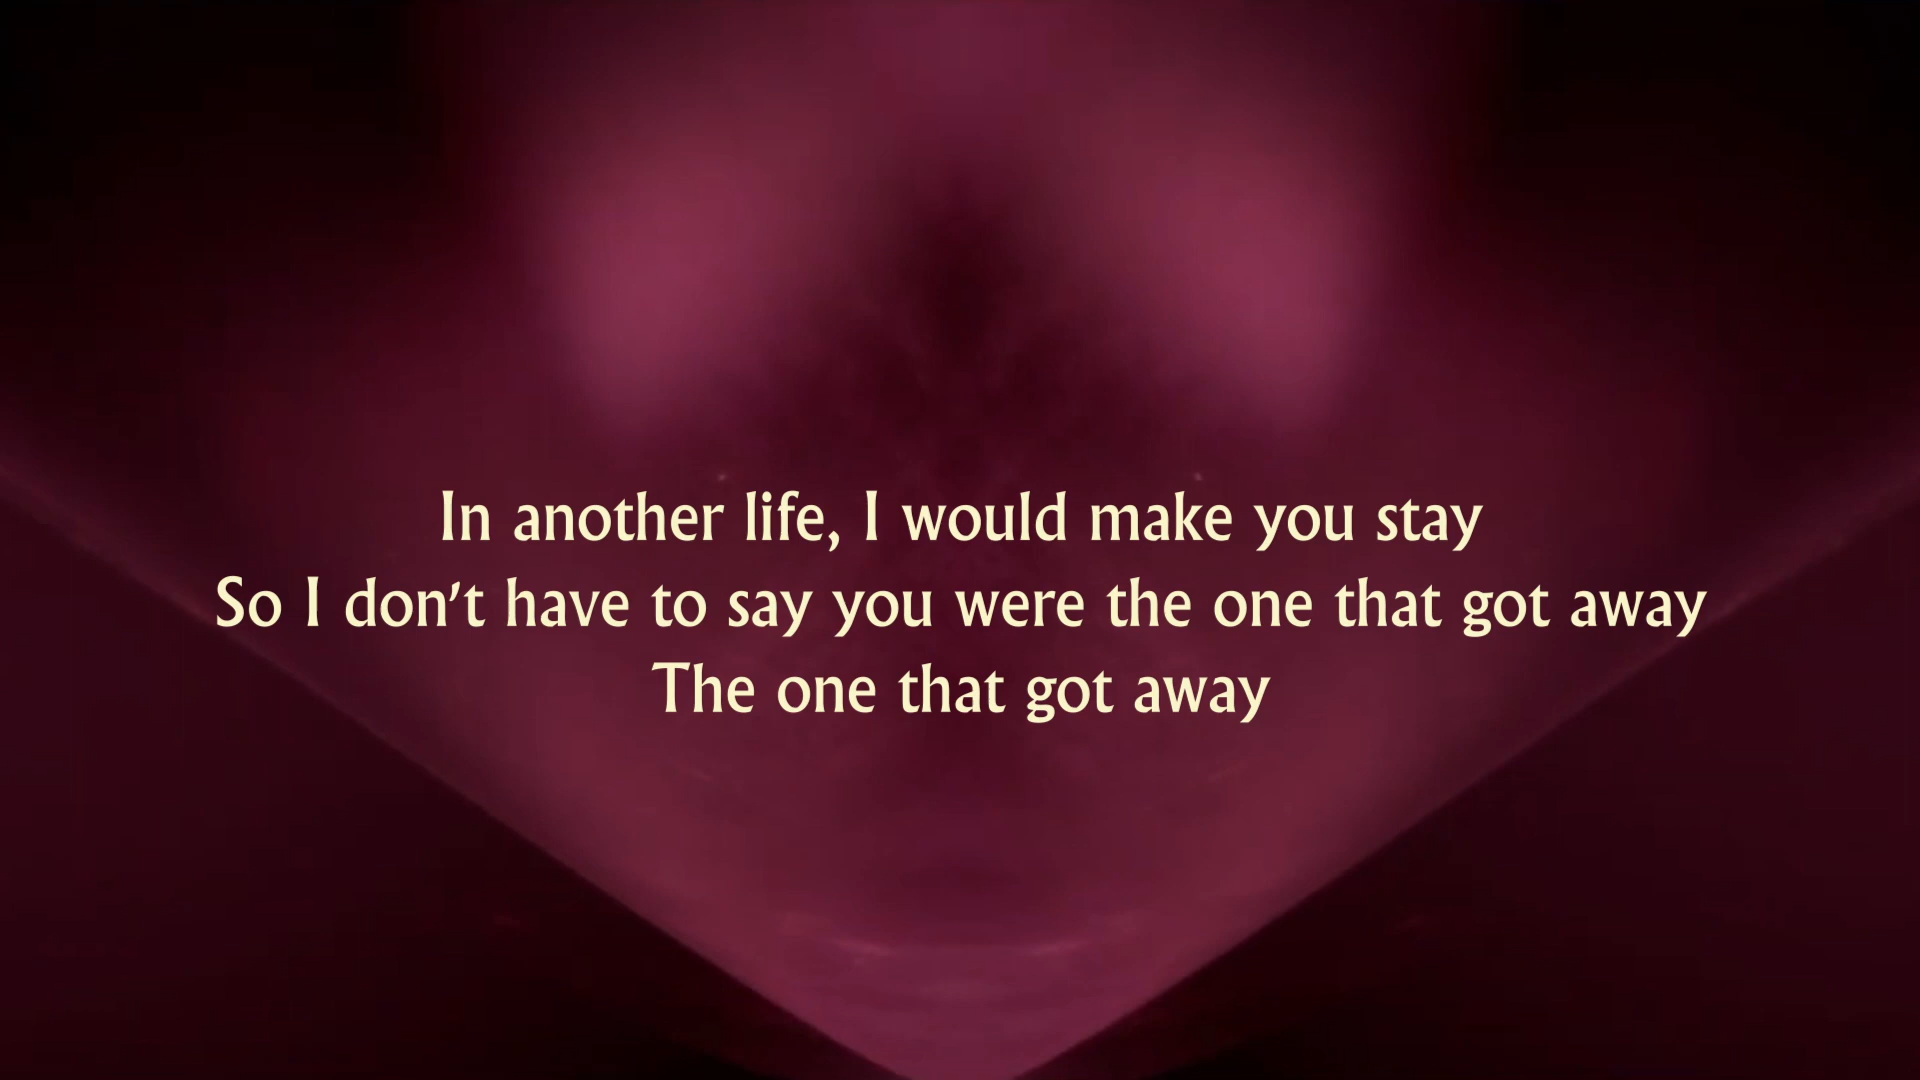 In another life, I would make you stay
So I don't have to say you were the one that got away
The one that got away